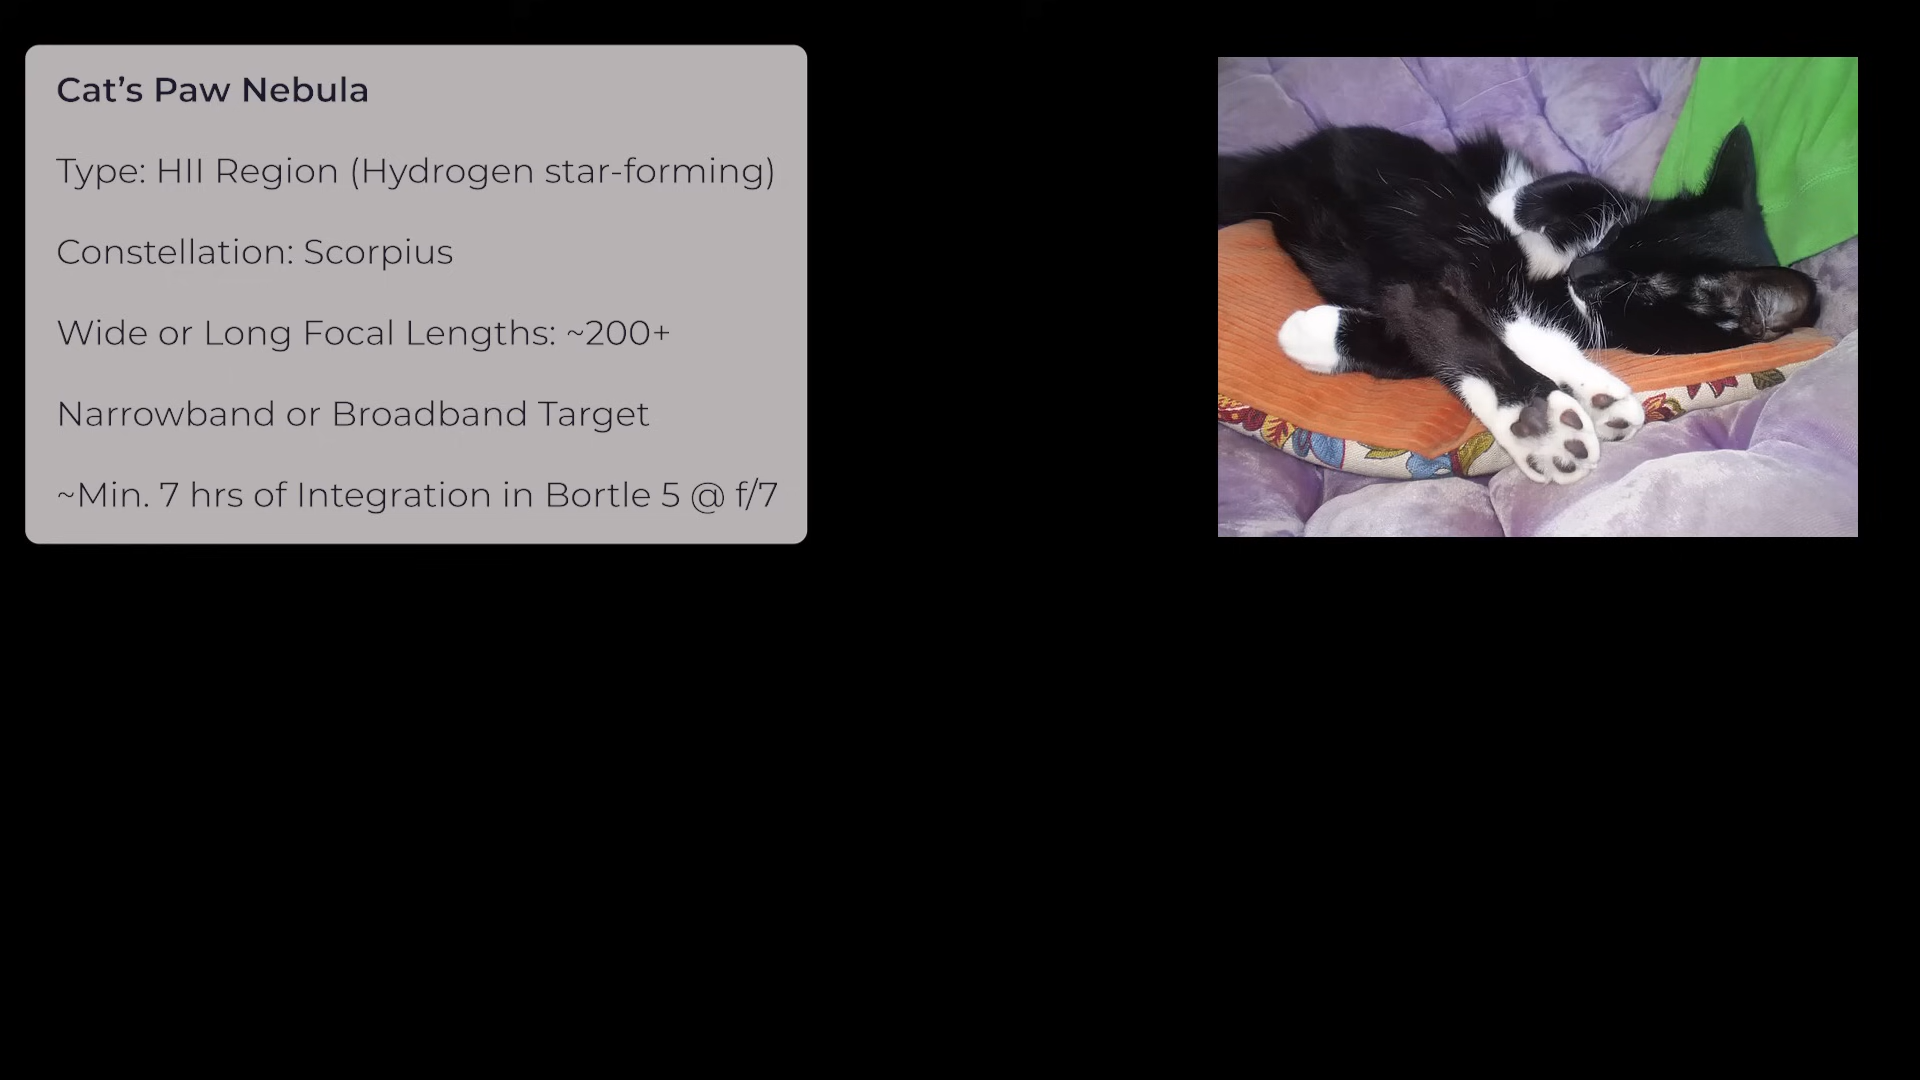 Cat’s Paw Nebula
Type: HII Region (Hydrogen star-forming)
Constellation: Scorpius
Wide or Long Focal Lengths: ~200+
Narrowband or Broadband Target
~Min. 7 hrs of Integration in Bortle 5 @ f/7